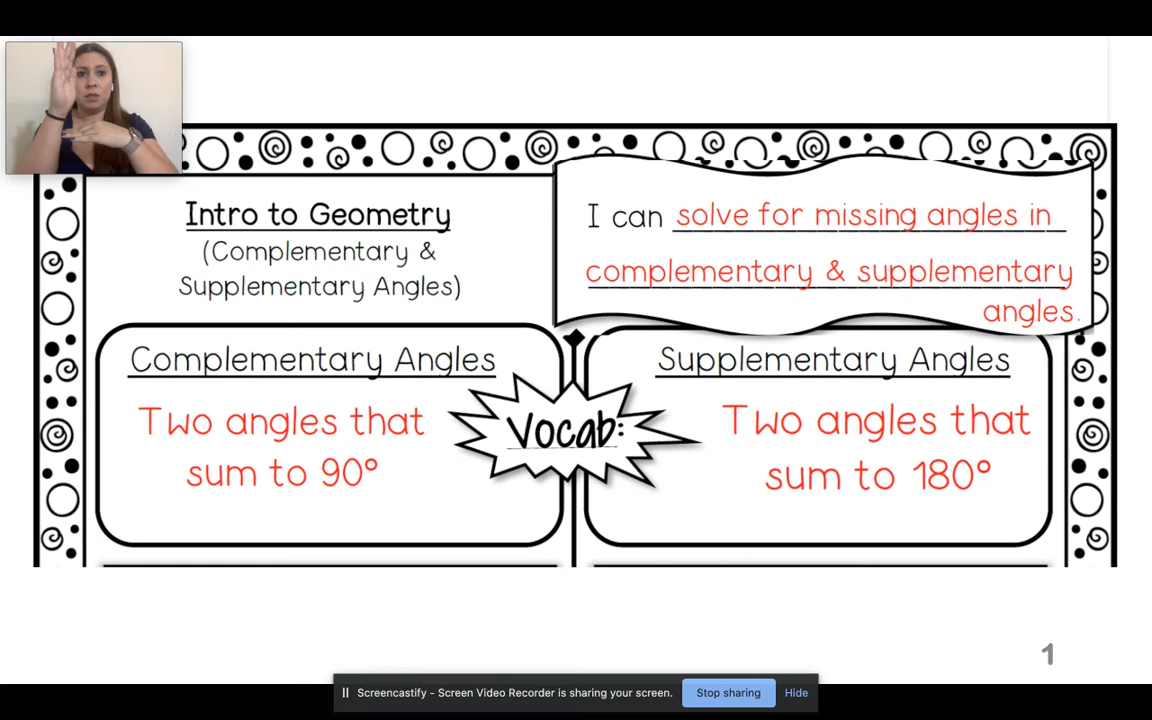 Intro to Geometry
(Complementary &
Supplementary Angles)
I can solve for missing angles in
complementary & supplementary
angles.
Complementary Angles
Two angles that
sum to 90°
Vocab:
Supplementary Angles
Two angles that
sum to 180°
1
Screencastify - Screen Video Recorder is sharing your screen.
Stop sharing
Hide